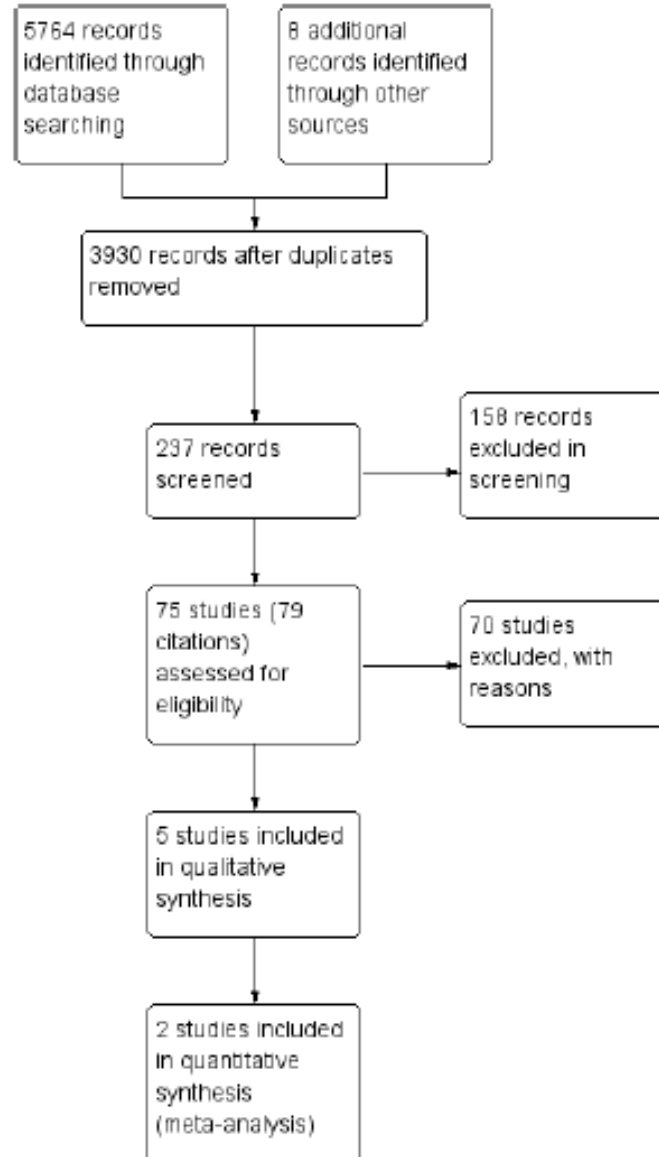 5764 records
identified through
database
searching
8 additional
records identified
through other
sources
3930 records after duplicates
removed
237 records
screened
158 records
excluded in
screening
75 studies (79
citations)
assessed for
eligibility
70 studies
excluded, with
reasons
5 studies included
in qualitative
synthesis
2 studies included
in quantitative
synthesis
(meta-analysis)